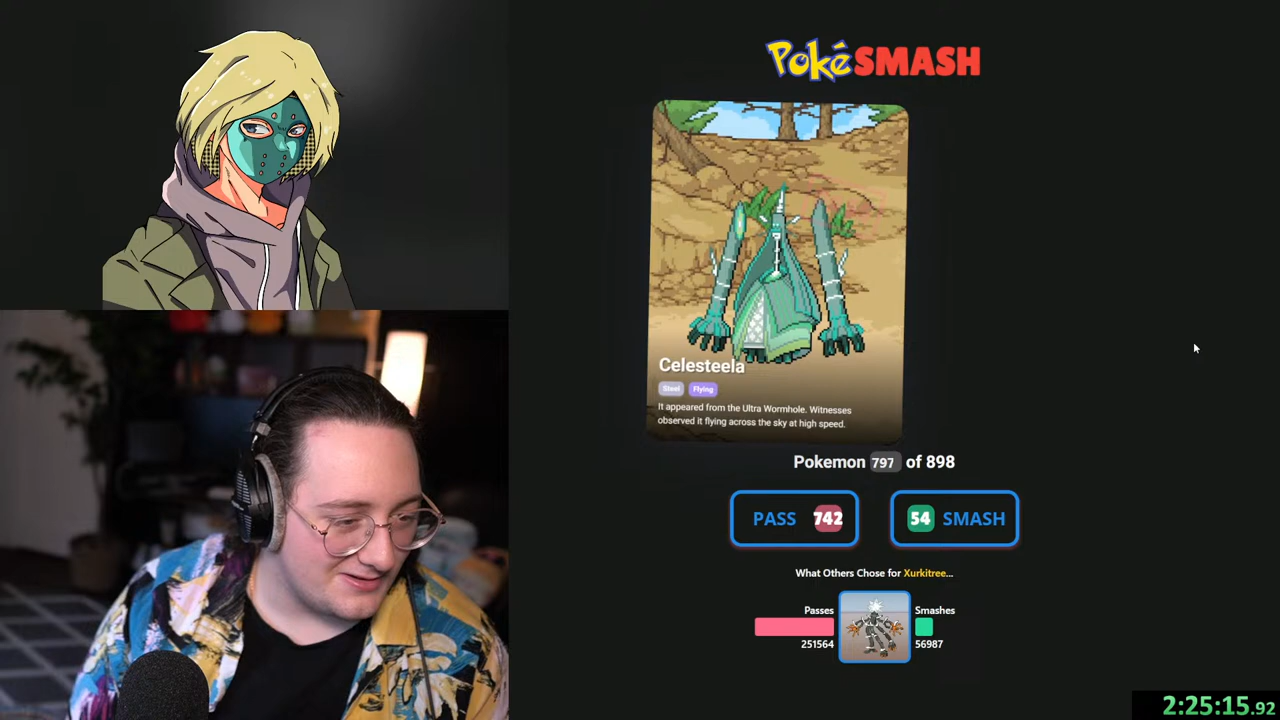 PokéSMASH
Celesteela
Steel Flying
It appeared from the Ultra Wormhole. Witnesses
observed it flying across the sky at high speed.
Pokemon 797 of 898
PASS 742
54 SMASH
What Others Chose for Xurkitree...
Passes
251564
Smashes
56987
2:25:15.92